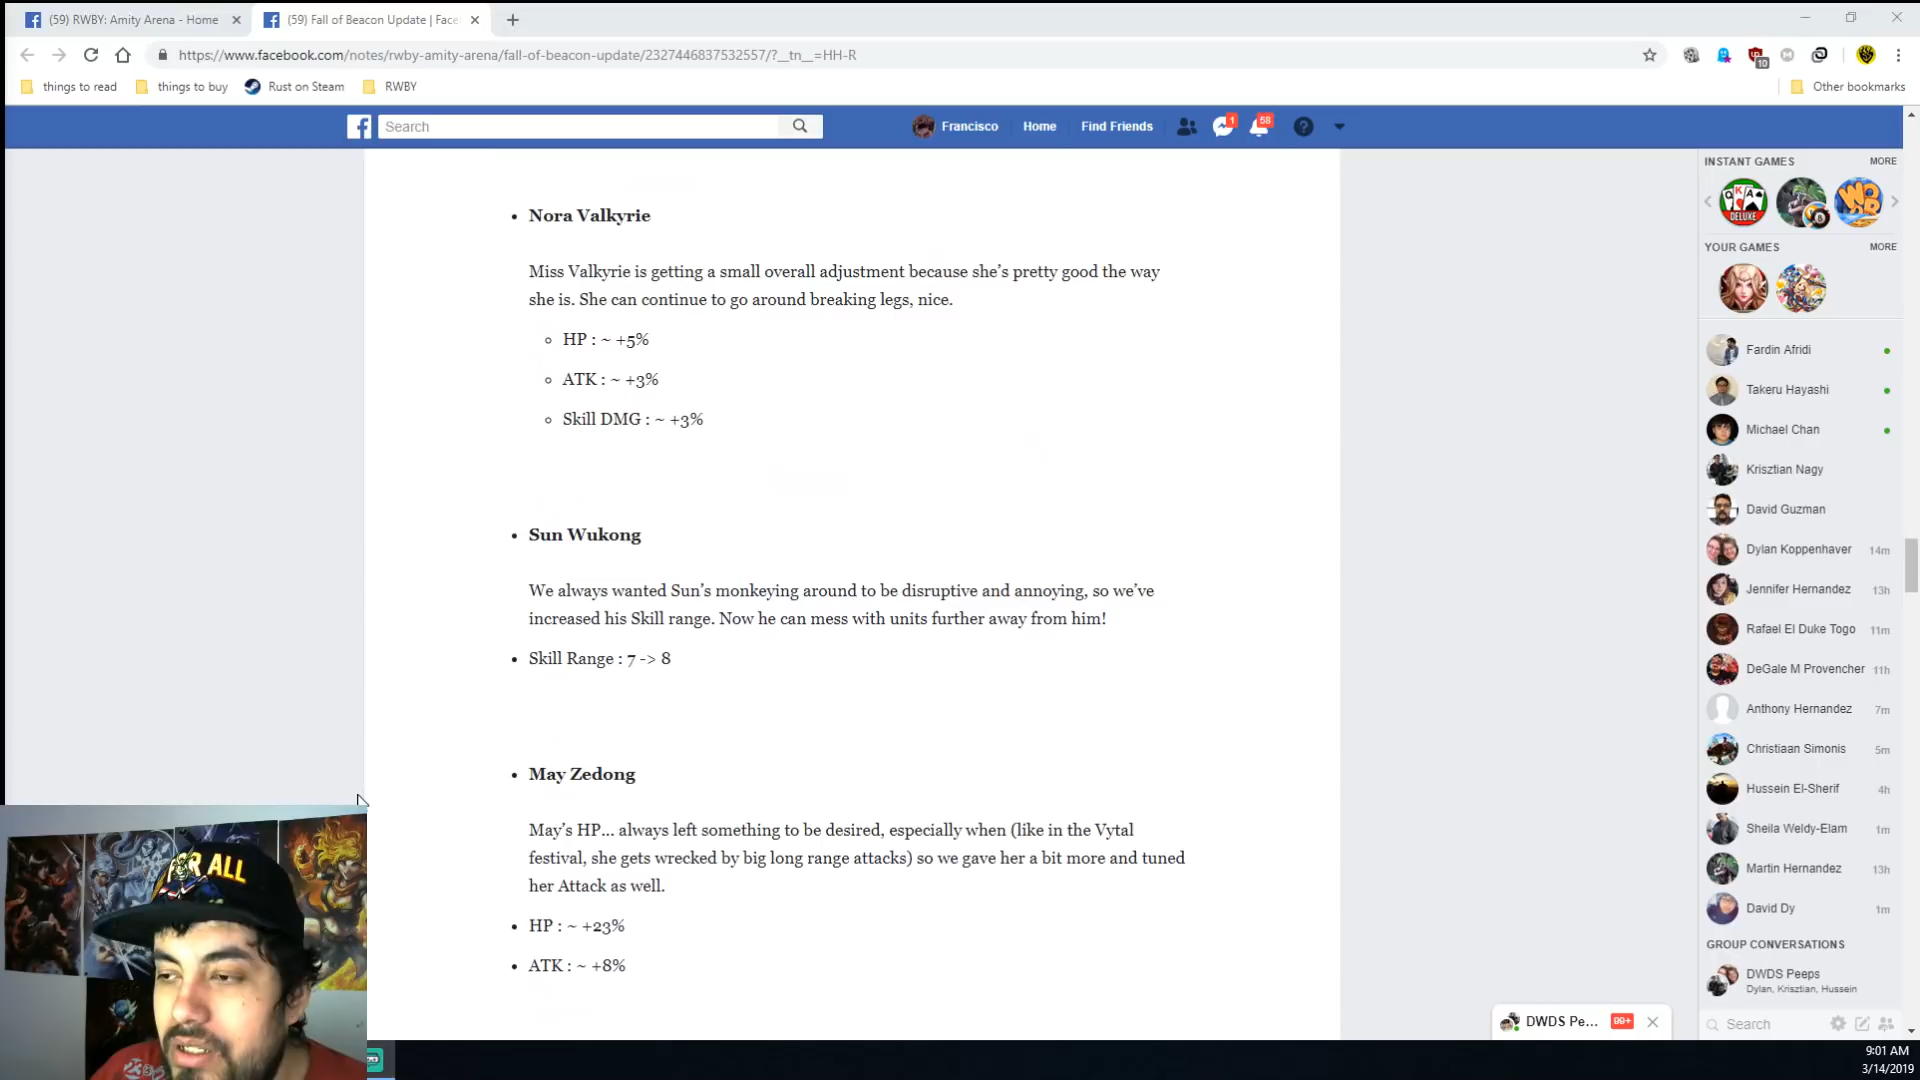 (59) RWBY: Amity Arena - Home
(59) Fall of Beacon Update | Face
https://www.facebook.com/notes/rwby-amity-arena/fall-of-beacon-update/2327446837532557/?__tn__=HH-R
10
things to read
things to buy
Rust on Steam
RWBY
Other bookmarks
Search
Francisco
Home
Find Friends
1
58
INSTANT GAMES
MORE
YOUR GAMES
MORE
Nora Valkyrie
Miss Valkyrie is getting a small overall adjustment because she's pretty good the way
she is. She can continue to go around breaking legs, nice.
HP : ~ +5%
ATK : ~ +3%
Skill DMG : ~ +3%
Sun Wukong
We always wanted Sun's monkeying around to be disruptive and annoying, so we've
increased his Skill range. Now he can mess with units further away from him!
Skill Range : 7 -> 8
May Zedong
May's HP... always left something to be desired, especially when (like in the Vytal
festival, she gets wrecked by big long range attacks) so we gave her a bit more and tuned
her Attack as well.
HP : ~ +23%
ATK : ~ +8%
Fardin Afridi
Takeru Hayashi
Michael Chan
Krisztian Nagy
David Guzman
Dylan Koppenhaver 14m
Jennifer Hernandez 13h
Rafael El Duke Togo 11m
DeGale M Provencher 11h
Anthony Hernandez 7m
Christiaan Simonis 5m
Hussein El-Sherif 4h
Sheila Weldy-Elam 1m
Martin Hernandez 13h
David Dy 1m
GROUP CONVERSATIONS
DWDS Peeps
Dylan, Krisztian, Hussein
DWDS Pe... 99+
Search
9:01 AM
3/14/2019